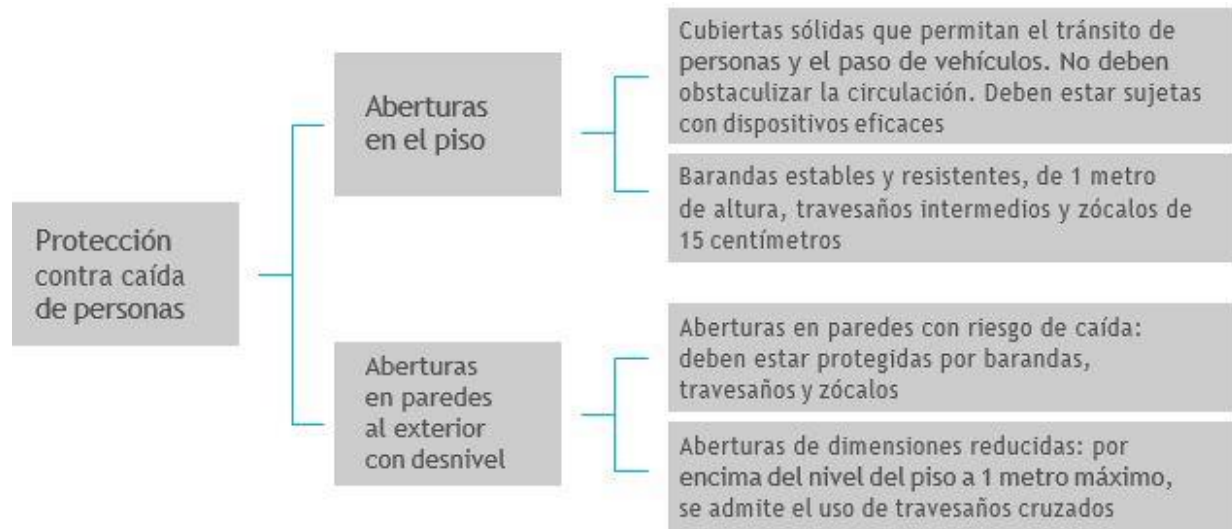 Protección
contra caída
de personas
Aberturas
en el piso
Cubiertas sólidas que permitan el tránsito de
personas y el paso de vehículos. No deben
obstaculizar la circulación. Deben estar sujetas
con dispositivos eficaces
Barandas estables y resistentes, de 1 metro
de altura, travesaños intermedios y zócalos de
15 centímetros
Aberturas
en paredes
al exterior
con desnivel
Aberturas en paredes con riesgo de caída:
deben estar protegidas por barandas,
travesaños y zócalos
Aberturas de dimensiones reducidas: por
encima del nivel del piso a 1 metro máximo,
se admite el uso de travesaños cruzados